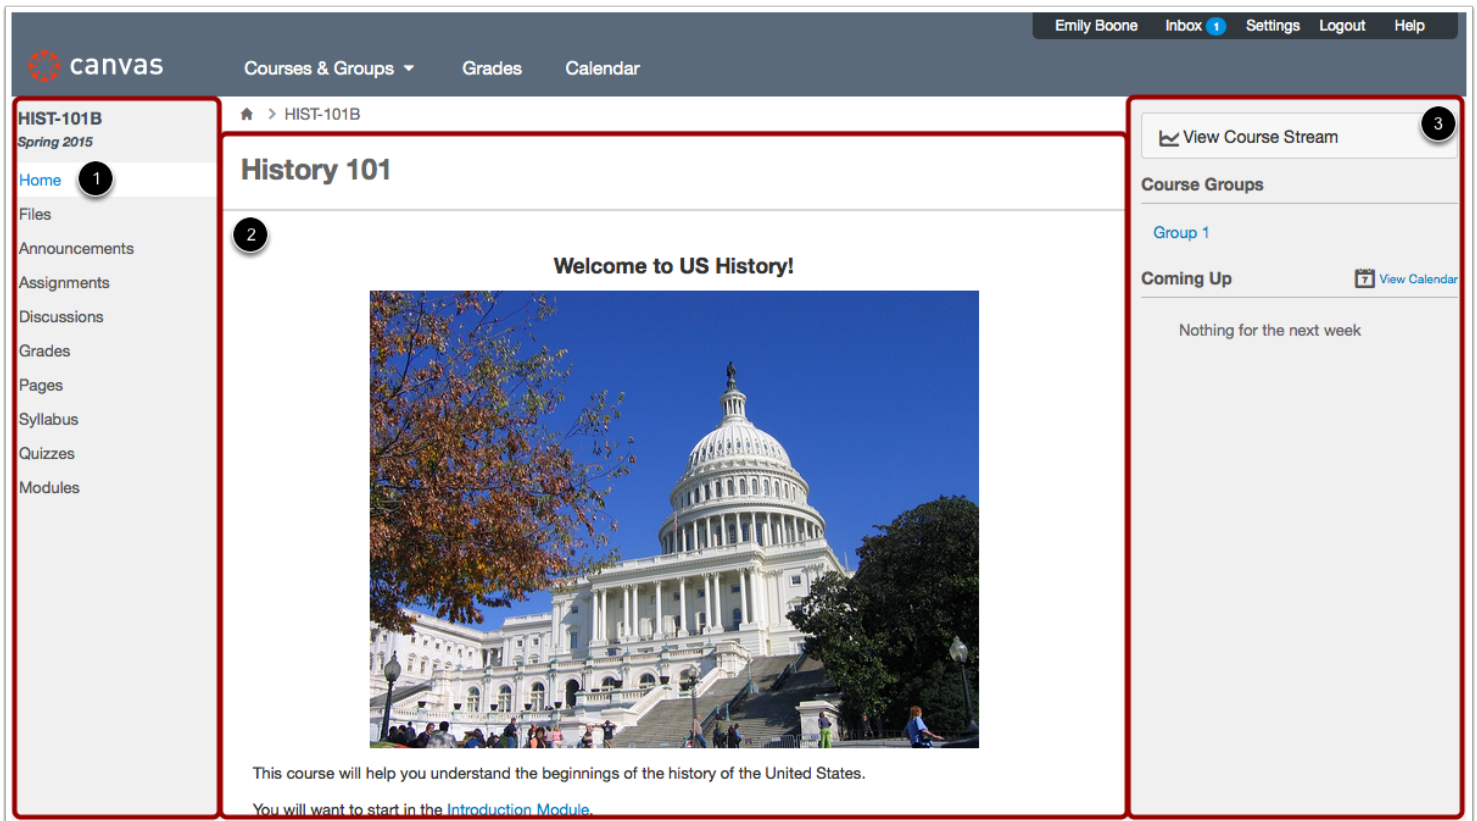 Emily Boone Inbox 1 Settings Logout Help
canvas
Courses & Groups Grades Calendar
HIST-101B
Spring 2015
Home 1
Files
Announcements
Assignments
Discussions
Grades
Pages
Syllabus
Quizzes
Modules
> HIST-101B
History 101
2
Welcome to US History!
This course will help you understand the beginnings of the history of the United States.
You will want to start in the Introduction Module.
3
View Course Stream
Course Groups
Group 1
Coming Up 7 View Calendar
Nothing for the next week